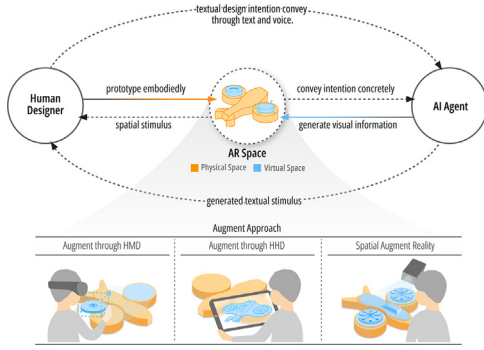 textual design intention convey
through text and voice.
Human
Designer
prototype embodiedly
spatial stimulus
convey intention concretely
generate visual information
AI Agent
AR Space
Physical Space
Virtual Space
generated textual stimulus
Augment Approach
Augment through HMD
Augment through HHD
Spatial Augment Reality